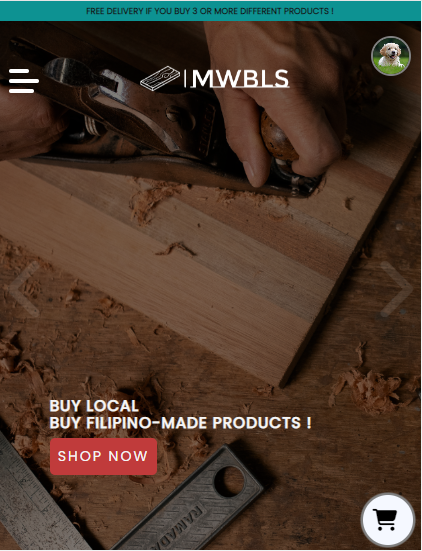 FREE DELIVERY IF YOU BUY 3 OR MORE DIFFERENT PRODUCTS !
MWBLS
BUY LOCAL
BUY FILIPINO-MADE PRODUCTS !
SHOP NOW
RAMADA